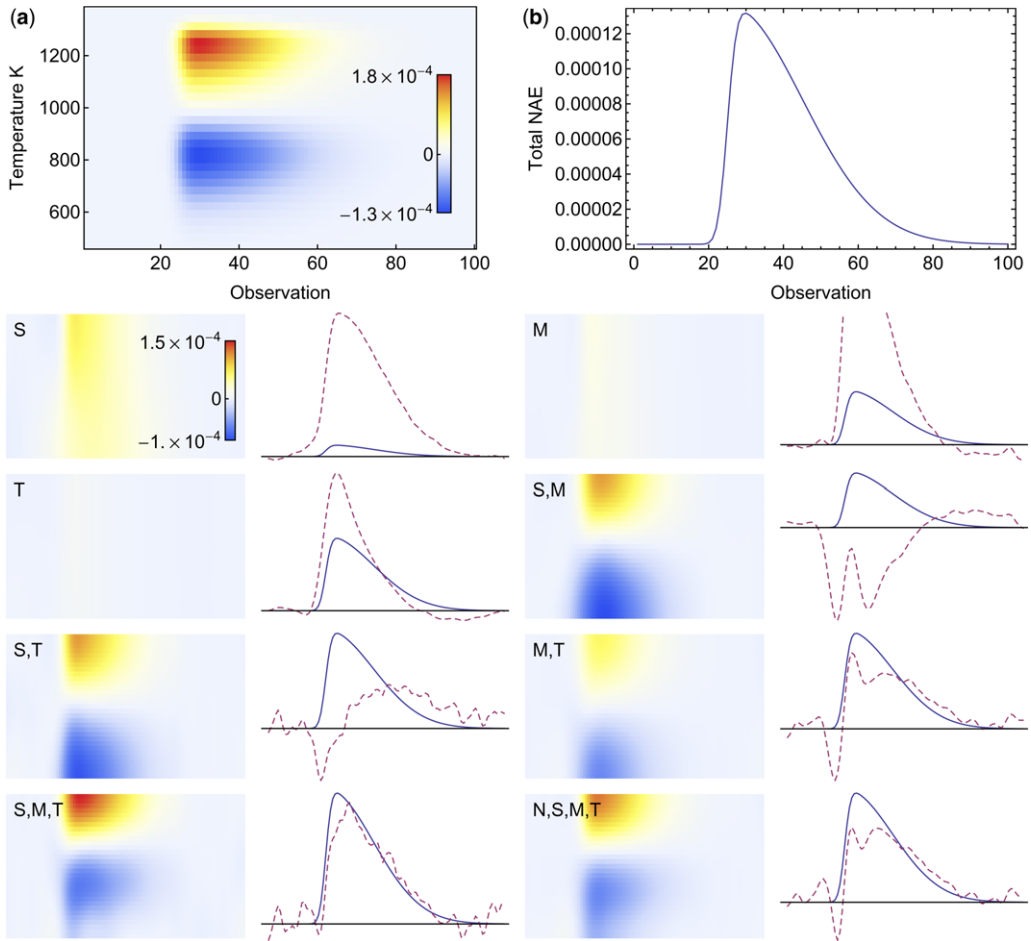 (a)
Temperature K
1200
1000
800
600
1.8 × 10⁻⁴
0
−1.3 × 10⁻⁴
20
40
60
80
100
Observation
(b)
Total NAE
0.00012
0.00010
0.00008
0.00006
0.00004
0.00002
0.00000
0
20
40
60
80
100
Observation
S
1.5 × 10⁻⁴
0
−1. × 10⁻⁴
M
T
S,M
S,T
M,T
S,M,T
N,S,M,T